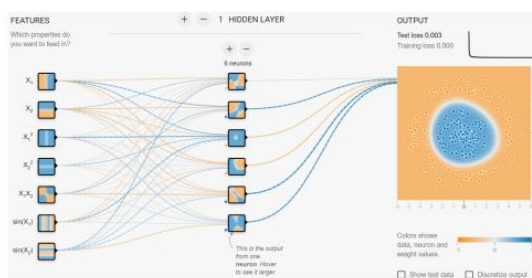 FEATURES
Which properties do
you want to feed in?
X₁
X₂
X₁²
X₂²
X₁X₂
sin(X₁)
sin(X₂)
+ − 1 HIDDEN LAYER
+ −
6 neurons
This is the output
from one
neuron. Hover
to see it larger.
OUTPUT
Test loss 0.003
Training loss 0.000
Colors shows
data, neuron and
weight values.
Show test data
Discretize output